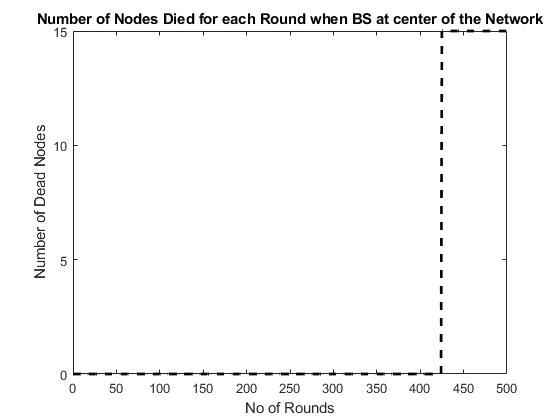 Number of Nodes Died for each Round when BS at center of the Network
15
10
5
0
Number of Dead Nodes
0 50 100 150 200 250 300 350 400 450 500
No of Rounds